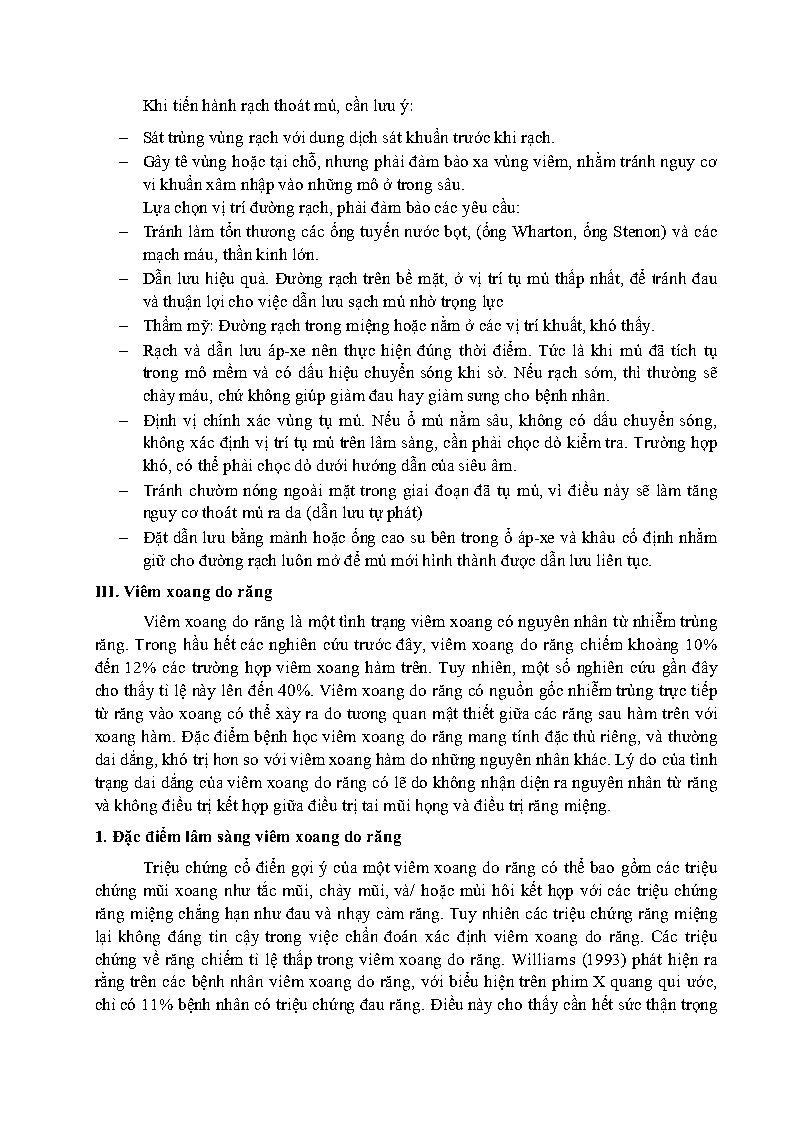 Khi tiến hành rạch thoát mủ, cần lưu ý:
– Sát trùng vùng rạch với dung dịch sát khuẩn trước khi rạch.
– Gây tê vùng hoặc tại chỗ, nhưng phải đảm bảo xa vùng viêm, nhằm tránh nguy cơ
vi khuẩn xâm nhập vào những mô ở trong sâu.
Lựa chọn vị trí đường rạch, phải đảm bảo các yêu cầu:
– Tránh làm tổn thương các ống tuyến nước bọt, (ống Wharton, ống Stenon) và các
mạch máu, thần kinh lớn.
– Dẫn lưu hiệu quả. Đường rạch trên bề mặt, ở vị trí tụ mủ thấp nhất, để tránh đau
và thuận lợi cho việc dẫn lưu sạch mủ nhờ trọng lực
– Thẩm mỹ: Đường rạch trong miệng hoặc nằm ở các vị trí khuất, khó thấy.
– Rạch và dẫn lưu áp-xe nên thực hiện đúng thời điểm. Tức là khi mủ đã tích tụ
trong mô mềm và có dấu hiệu chuyển sóng khi sờ. Nếu rạch sớm, thì thường sẽ
chảy máu, chứ không giúp giảm đau hay giảm sưng cho bệnh nhân.
– Định vị chính xác vùng tụ mủ. Nếu ổ mủ nằm sâu, không có dấu chuyển sóng,
không xác định vị trí tụ mủ trên lâm sàng, cần phải chọc dò kiểm tra. Trường hợp
khó, có thể phải chọc dò dưới hướng dẫn của siêu âm.
– Tránh chườm nóng ngoài mặt trong giai đoạn đã tụ mủ, vì điều này sẽ làm tăng
nguy cơ thoát mủ ra da (dẫn lưu tự phát)
– Đặt dẫn lưu bằng mảnh hoặc ống cao su bên trong ổ áp-xe và khâu cố định nhằm
giữ cho đường rạch luôn mở để mủ mới hình thành được dẫn lưu liên tục.
III. Viêm xoang do răng
Viêm xoang do răng là một tình trạng viêm xoang có nguyên nhân từ nhiễm trùng
răng. Trong hầu hết các nghiên cứu trước đây, viêm xoang do răng chiếm khoảng 10%
đến 12% các trường hợp viêm xoang hàm trên. Tuy nhiên, một số nghiên cứu gần đây
cho thấy tỉ lệ này lên đến 40%. Viêm xoang do răng có nguồn gốc nhiễm trùng trực tiếp
từ răng vào xoang có thể xảy ra do tương quan mật thiết giữa các răng sau hàm trên với
xoang hàm. Đặc điểm bệnh học viêm xoang do răng mang tính đặc thù riêng, và thường
dai dẳng, khó trị hơn so với viêm xoang hàm do những nguyên nhân khác. Lý do của tình
trạng dai dẳng của viêm xoang do răng có lẽ do không nhận diện ra nguyên nhân từ răng
và không điều trị kết hợp giữa điều trị tai mũi họng và điều trị răng miệng.
1. Đặc điểm lâm sàng viêm xoang do răng
Triệu chứng cổ điển gợi ý của một viêm xoang do răng có thể bao gồm các triệu
chứng mũi xoang như tắc mũi, chảy mũi, và/ hoặc mùi hôi kết hợp với các triệu chứng
răng miệng chẳng hạn như đau và nhạy cảm răng. Tuy nhiên các triệu chứng răng miệng
lại không đáng tin cậy trong việc chẩn đoán xác định viêm xoang do răng. Các triệu
chứng về răng chiếm tỉ lệ thấp trong viêm xoang do răng. Williams (1993) phát hiện ra
rằng trên các bệnh nhân viêm xoang do răng, với biểu hiện trên phim X quang qui ước,
chỉ có 11% bệnh nhân có triệu chứng đau răng. Điều này cho thấy cần hết sức thận trọng